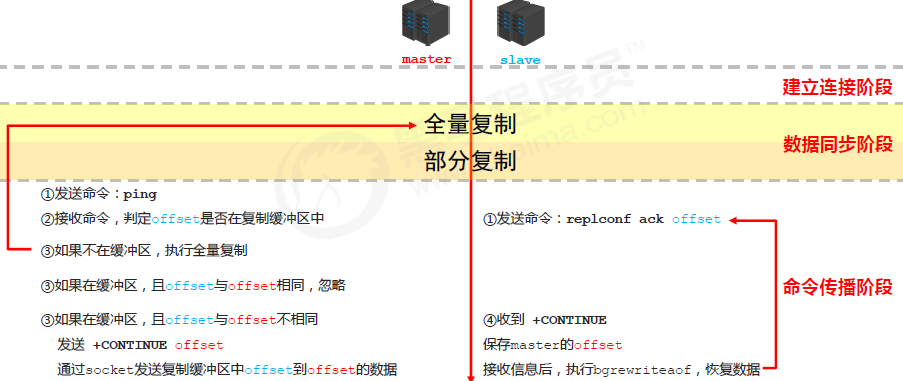 master
slave
建立连接阶段
全量复制
部分复制
数据同步阶段
①发送命令：ping
②接收命令，判定offset是否在复制缓冲区中
①发送命令：replconf ack offset
③如果不在缓冲区，执行全量复制
③如果在缓冲区，且offset与offset相同，忽略
命令传播阶段
③如果在缓冲区，且offset与offset不相同
发送 +CONTINUE offset
通过socket发送复制缓冲区中offset到offset的数据
④收到 +CONTINUE
保存master的offset
接收信息后，执行bgrewriteaof，恢复数据